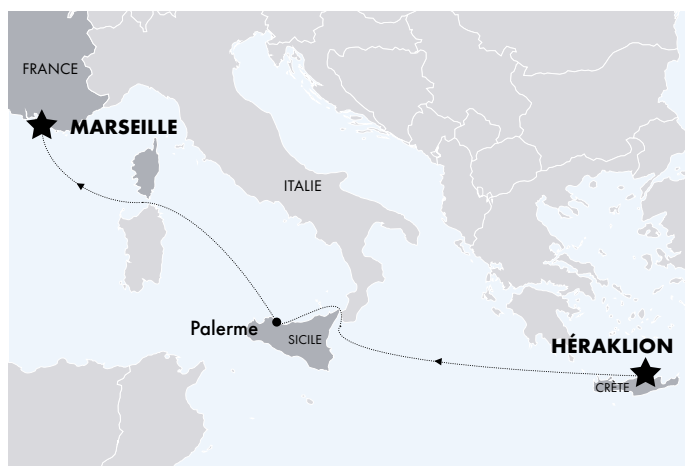 FRANCE
MARSEILLE
ITALIE
Palerme
SICILE
HÉRAKLION
CRÈTE